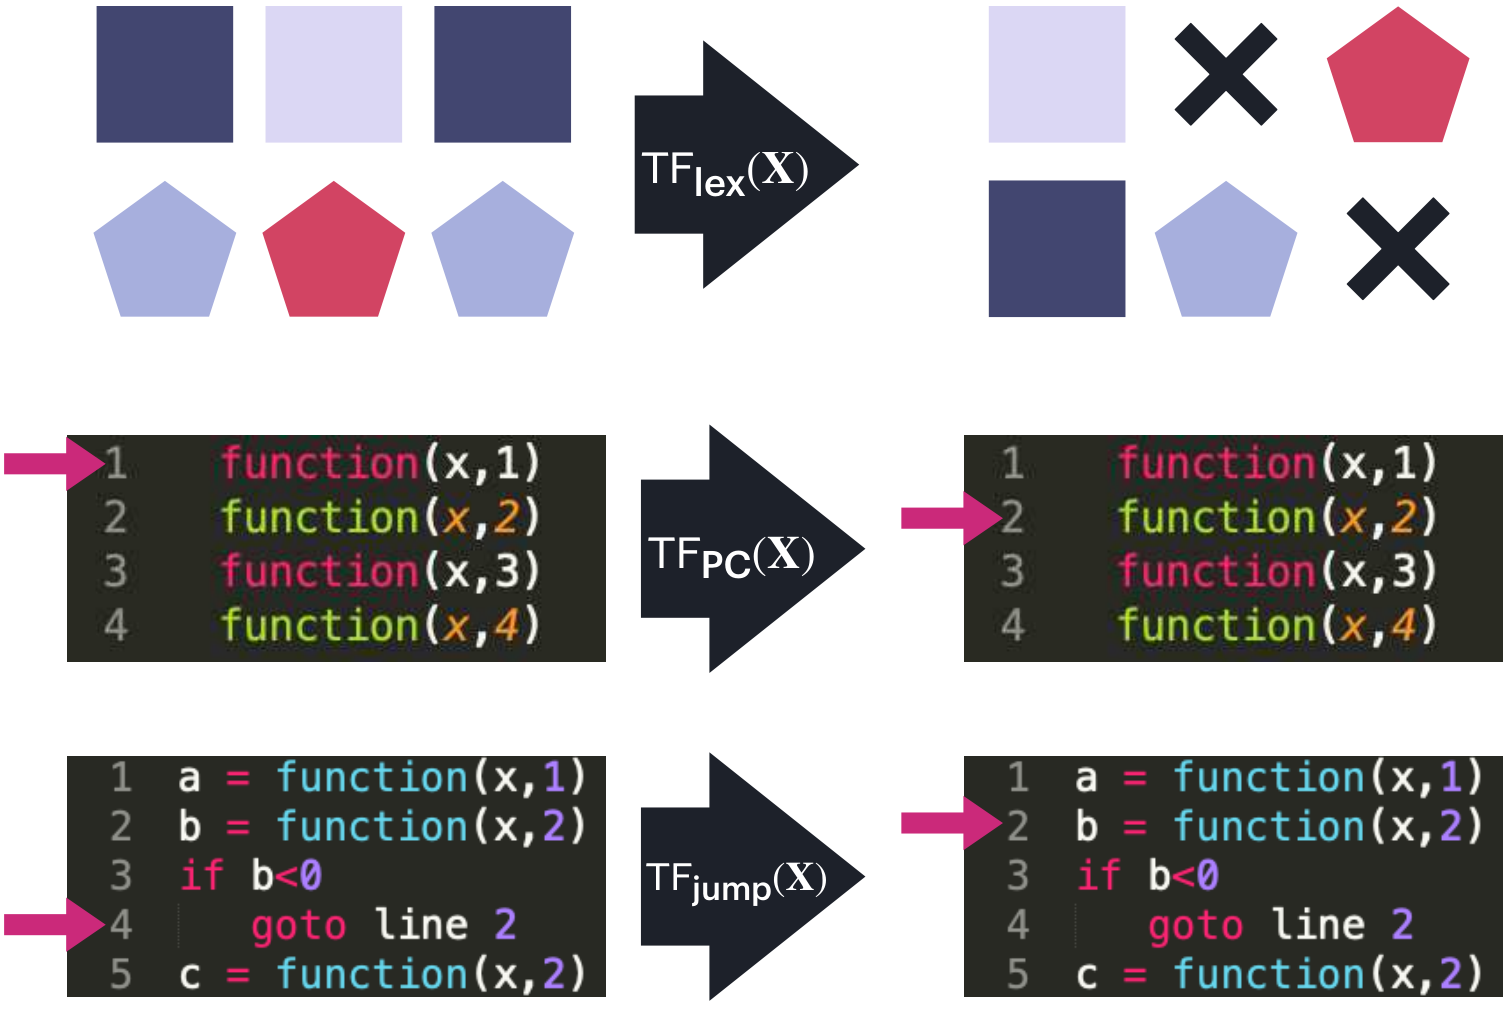 TFlex(X)
1 function(x,1)
2 function(x,2)
3 function(x,3)
4 function(x,4)
TFPC(X)
1 function(x,1)
2 function(x,2)
3 function(x,3)
4 function(x,4)
1 a = function(x,1)
2 b = function(x,2)
3 if b<0
4 goto line 2
5 c = function(x,2)
TFjump(X)
1 a = function(x,1)
2 b = function(x,2)
3 if b<0
4 goto line 2
5 c = function(x,2)